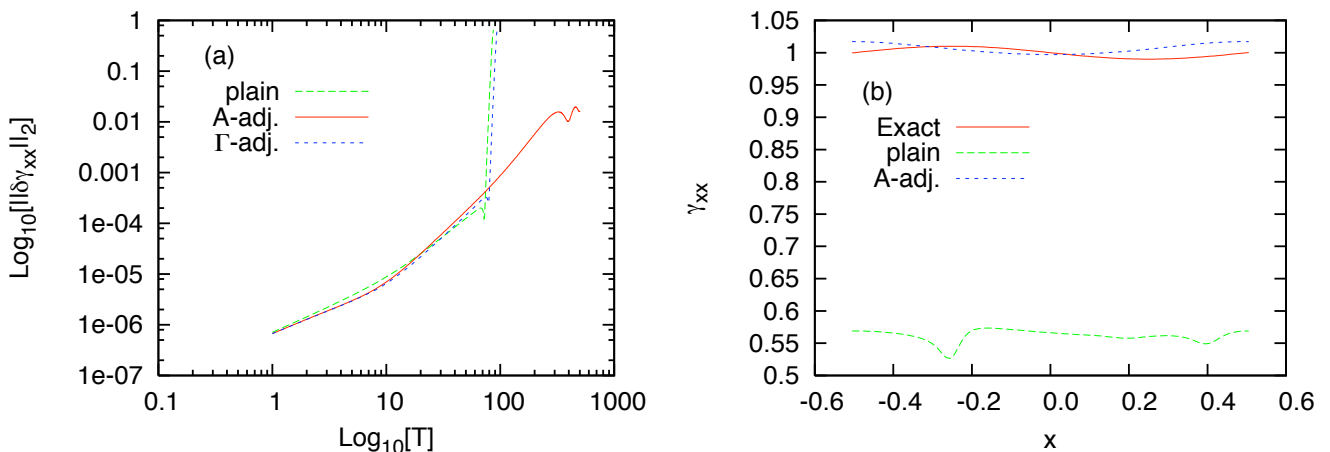 (a)
plain
A-adj.
Γ-adj.
Log10[||δγxx||2]
1
0.1
0.01
0.001
1e-04
1e-05
1e-06
1e-07
0.1 1 10 100 1000
Log10[T]
(b)
Exact
plain
A-adj.
γxx
1.05
1
0.95
0.9
0.85
0.8
0.75
0.7
0.65
0.6
0.55
0.5
-0.6 -0.4 -0.2 0.0 0.2 0.4 0.6
x